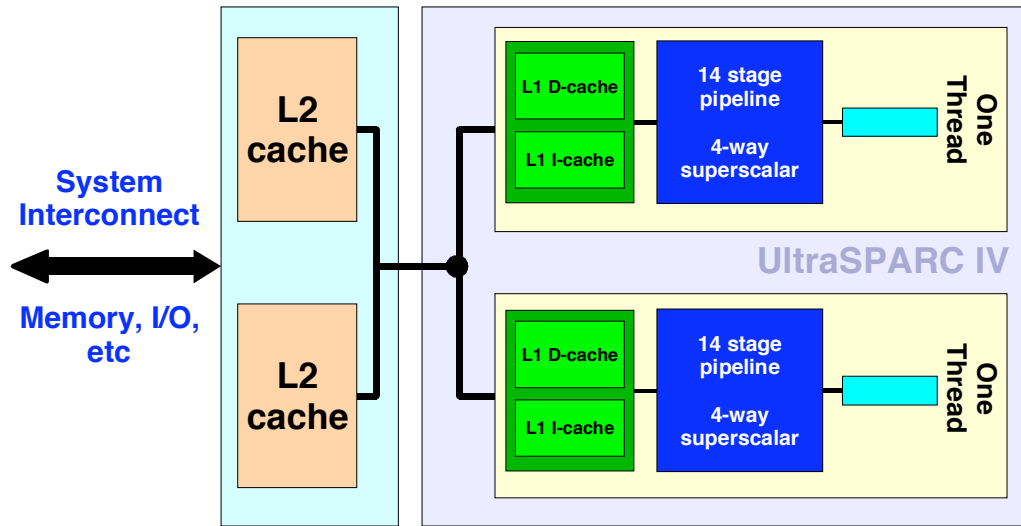 System
Interconnect
Memory, I/O,
etc
L2
cache
L2
cache
L1 D-cache
L1 I-cache
14 stage
pipeline
4-way
superscalar
One
Thread
UltraSPARC IV
L1 D-cache
L1 I-cache
14 stage
pipeline
4-way
superscalar
One
Thread